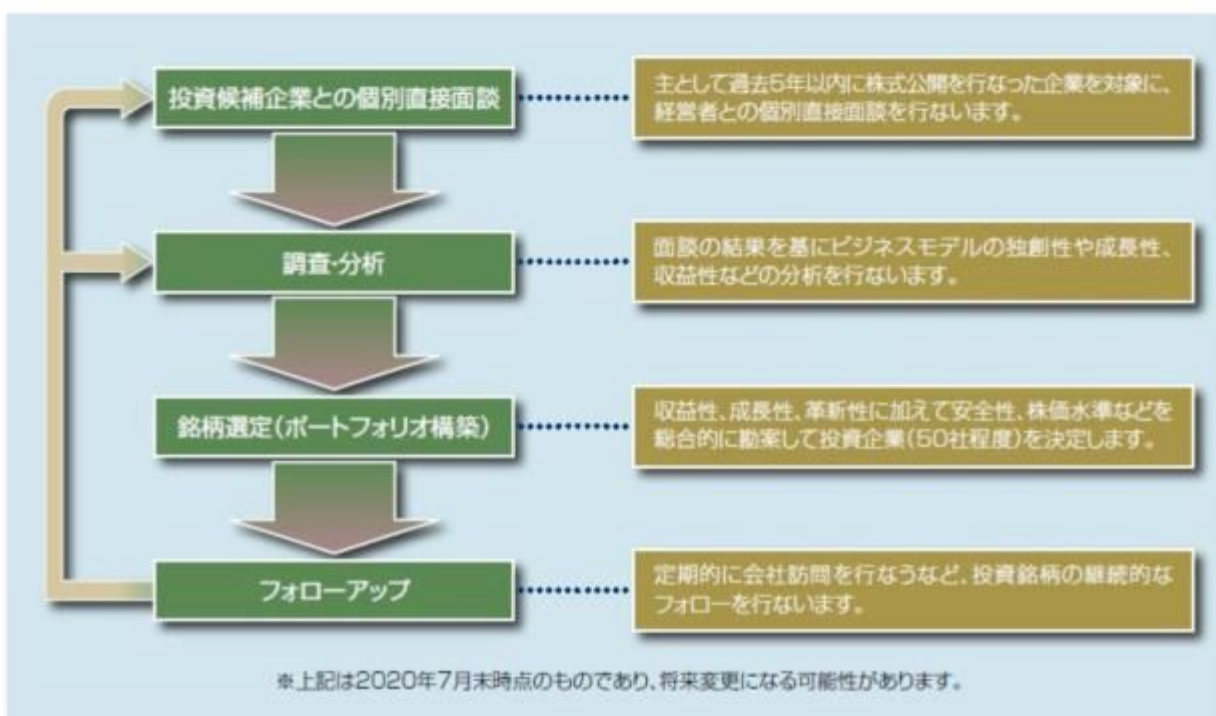 投資候補企業との個別直接面談
主として過去5年以内に株式公開を行なった企業を対象に、
経営者との個別直接面談を行ないます。
調査・分析
面談の結果を基にビジネスモデルの独創性や成長性、
収益性などの分析を行ないます。
銘柄選定(ポートフォリオ構築)
収益性、成長性、革新性に加えて安全性、株価水準などを
総合的に勘案して投資企業(50社程度)を決定します。
フォローアップ
定期的に会社訪問を行なうなど、投資銘柄の継続的な
フォローを行ないます。
※上記は2020年7月末時点のものであり、将来変更になる可能性があります。